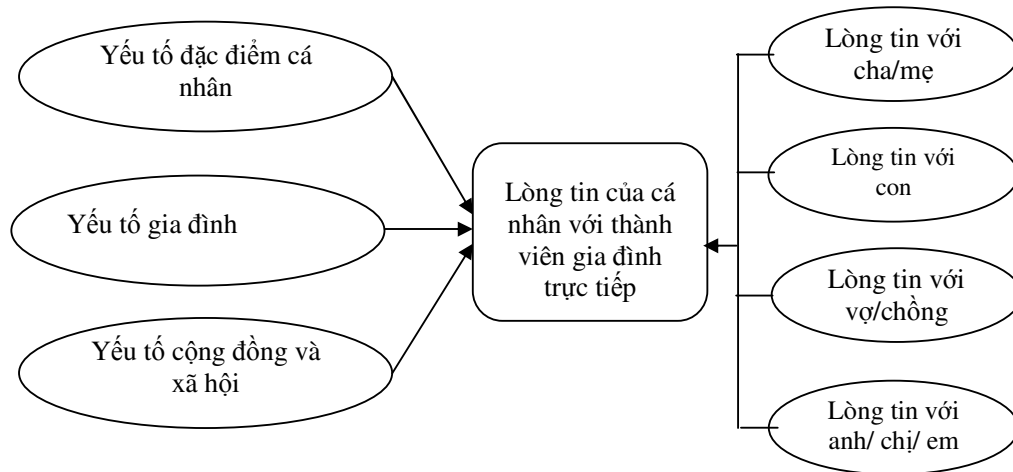 Yếu tố đặc điểm cá
nhân
Yếu tố gia đình
Yếu tố cộng đồng và
xã hội
Lòng tin của cá
nhân với thành
viên gia đình
trực tiếp
Lòng tin với
cha/mẹ
Lòng tin với
con
Lòng tin với
vợ/chồng
Lòng tin với
anh/ chị/ em